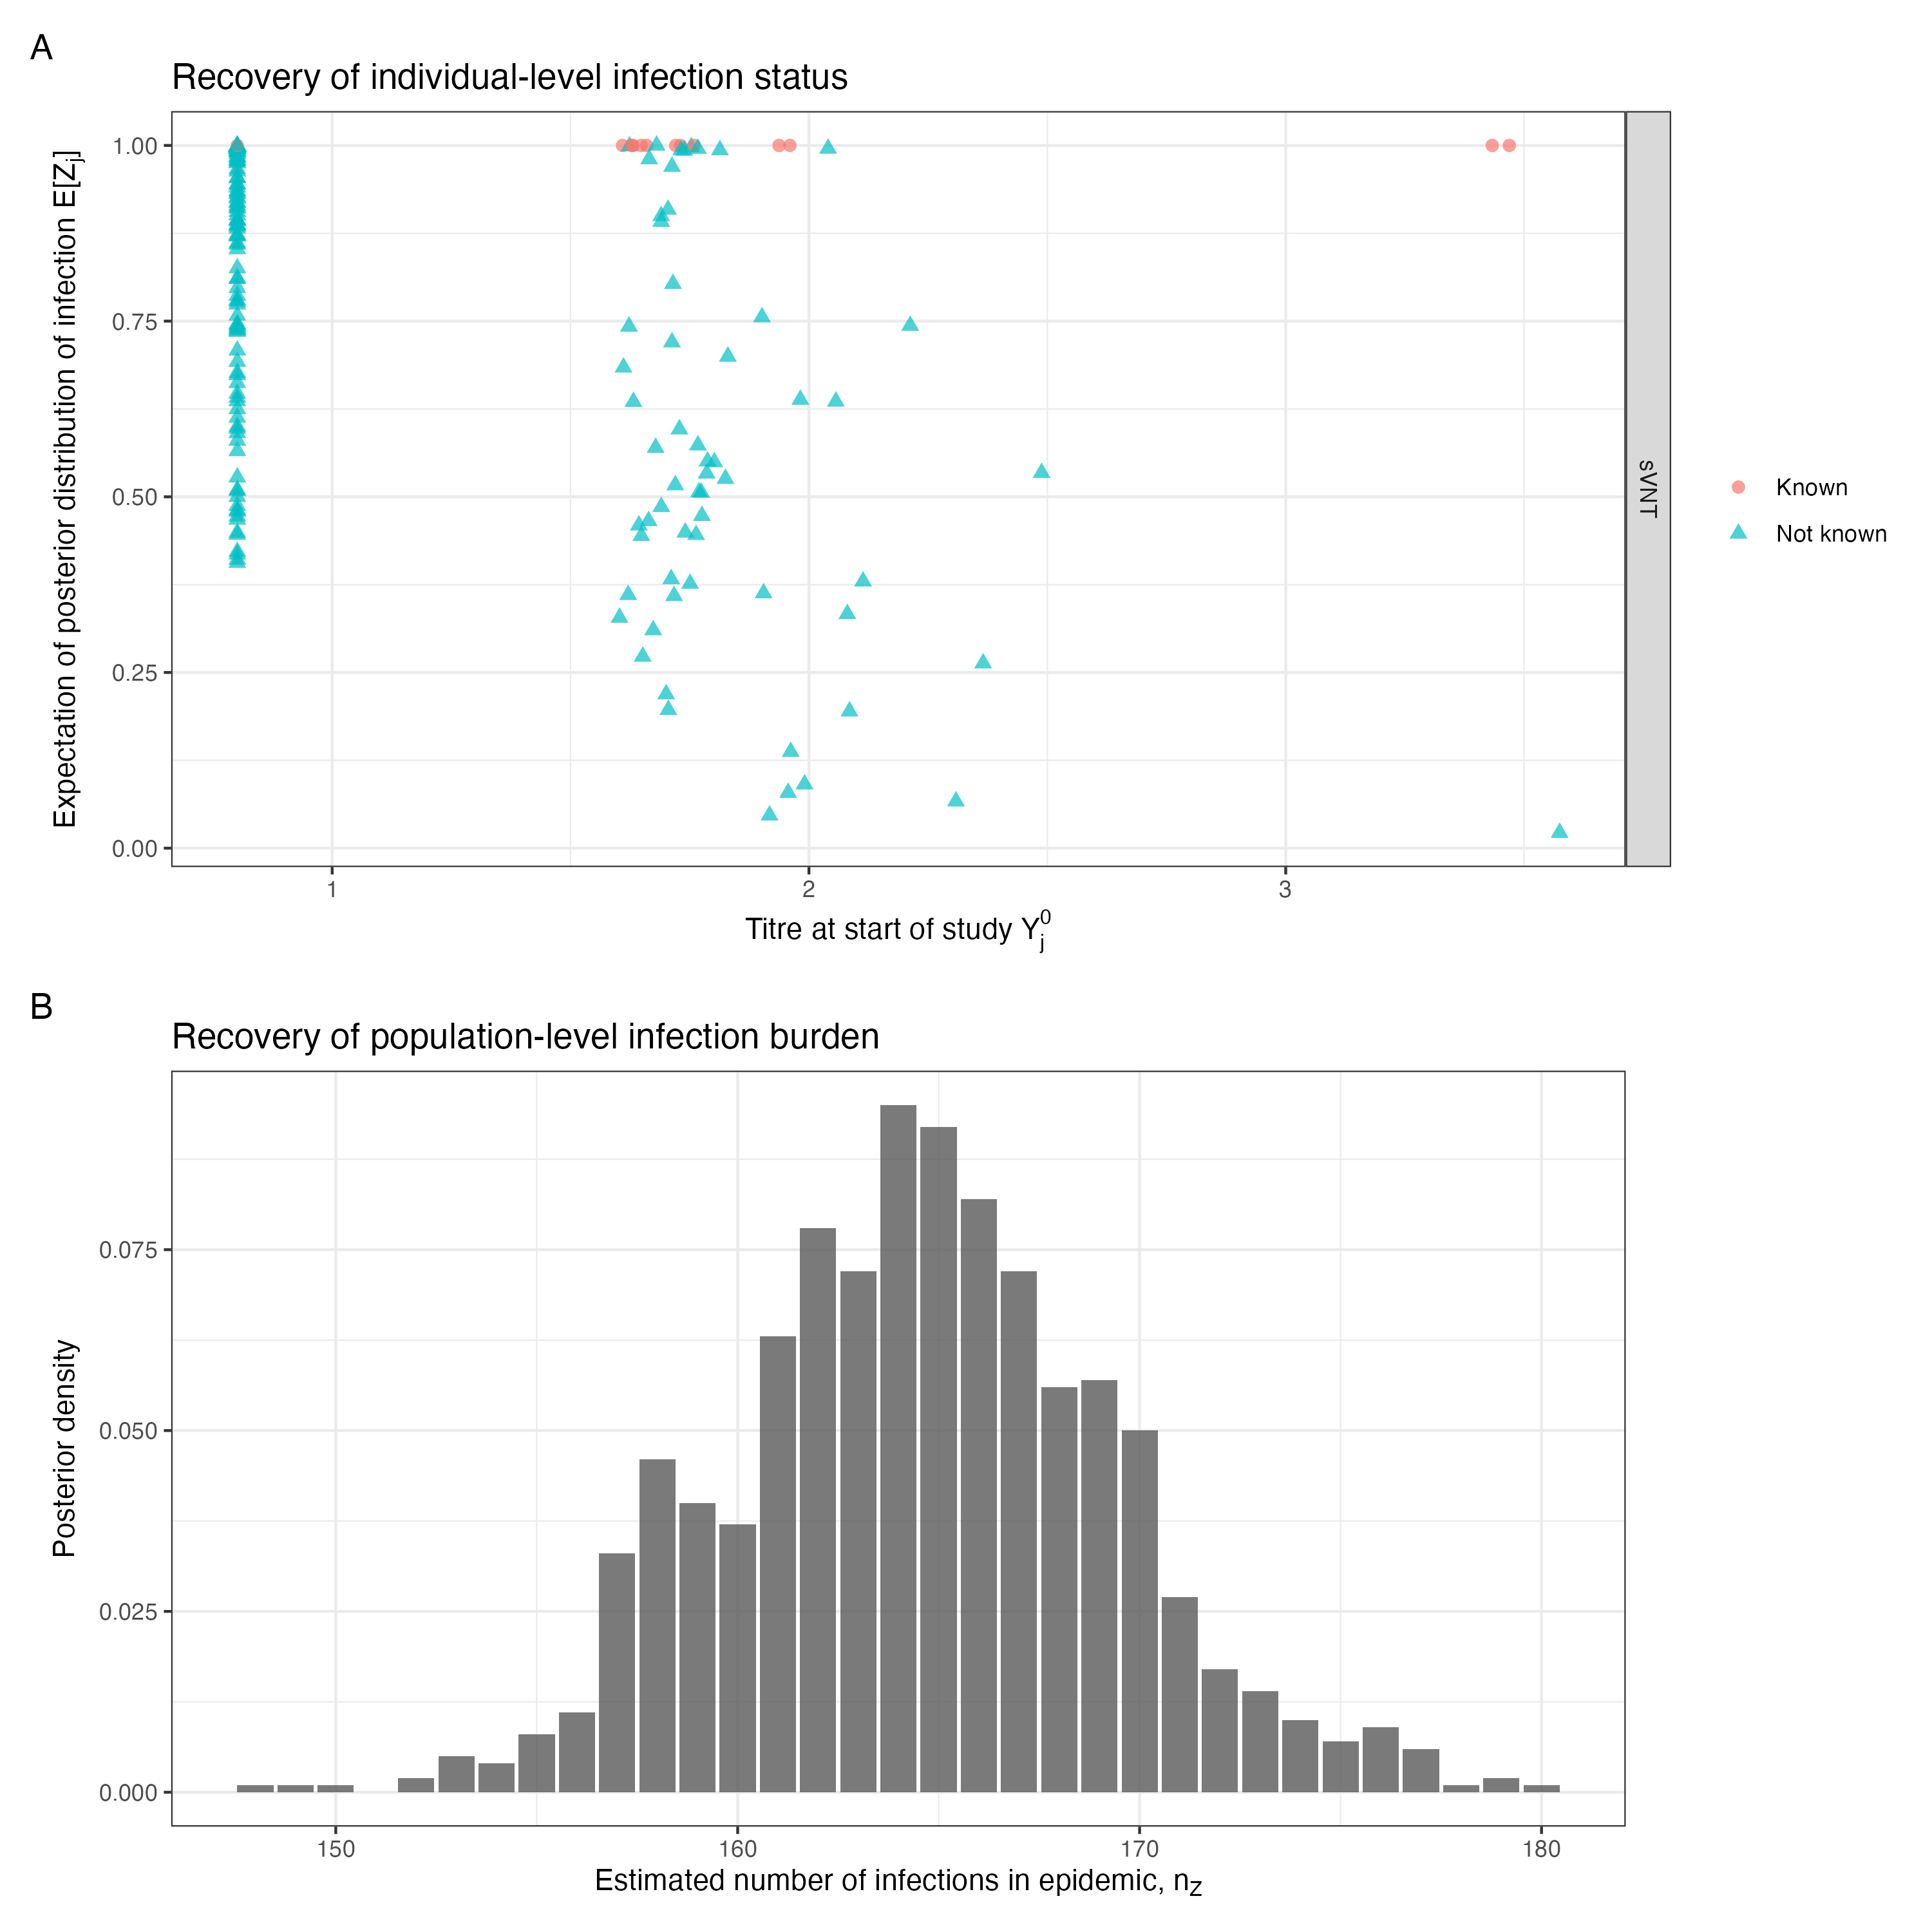 A
Recovery of individual-level infection status
Expectation of posterior distribution of infection E[Zj]
1.00
0.75
0.50
0.25
0.00
1 2 3
Titre at start of study Yj0
sVNT
Known
Not known
B
Recovery of population-level infection burden
Posterior density
0.075
0.050
0.025
0.000
150 160 170 180
Estimated number of infections in epidemic, nZ